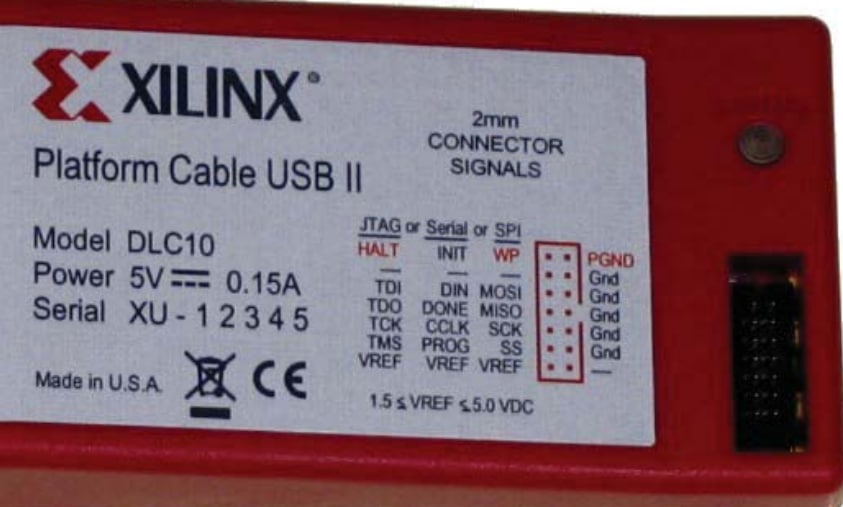 XILINX®
Platform Cable USB II
Model DLC10
Power 5V 0.15A
Serial XU - 1 2 3 4 5
Made in U.S.A.
CE
2mm
CONNECTOR
SIGNALS
JTAG or Serial or SPI
HALT INIT WP PGND
— — — Gnd
TDI DIN MOSI Gnd
TDO DONE MISO Gnd
TCK CCLK SCK Gnd
TMS PROG SS Gnd
VREF VREF VREF —
1.5 ≤ VREF ≤ 5.0 VDC